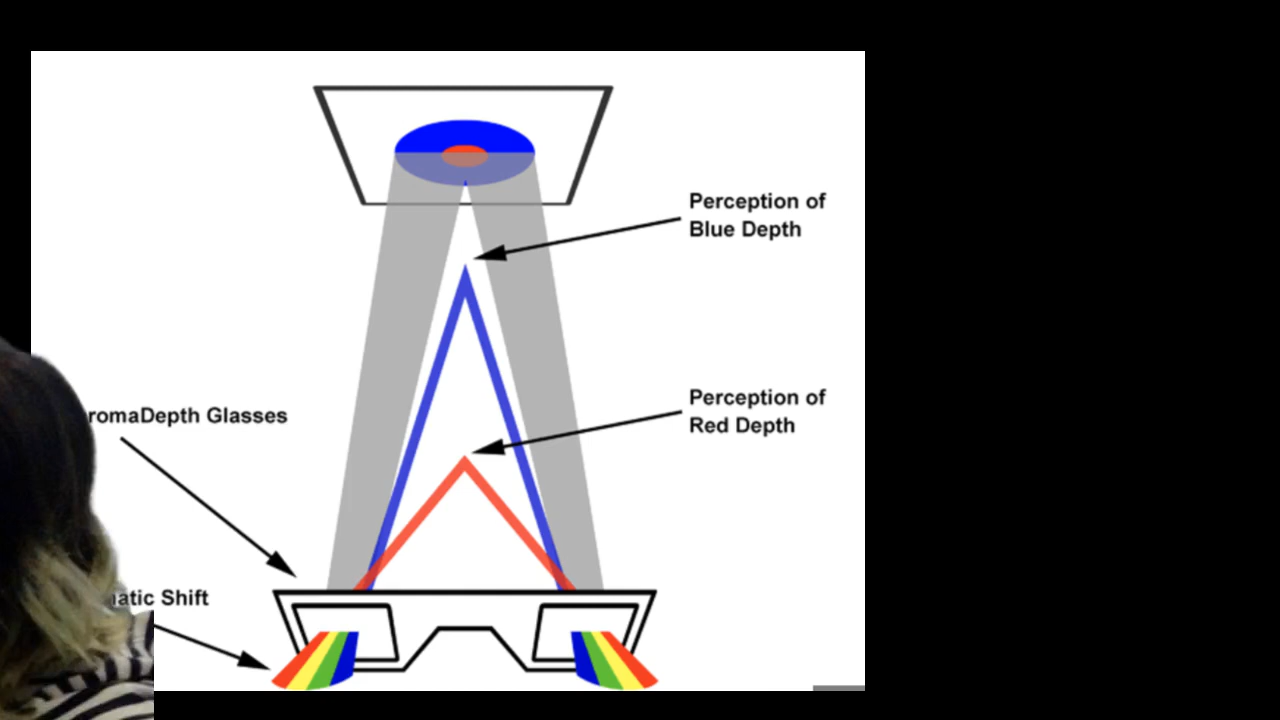 Perception of
Blue Depth
Perception of
Red Depth
romaDepth Glasses
atic Shift